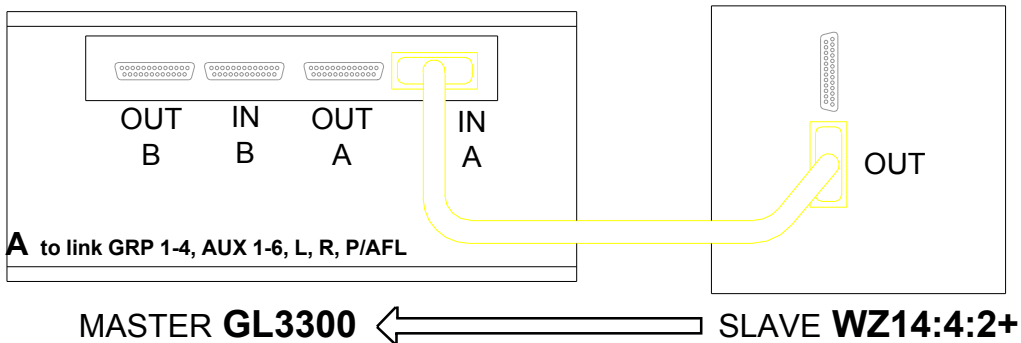 OUT B
IN B
OUT A
IN A
OUT
A to link GRP 1-4, AUX 1-6, L, R, P/AFL
MASTER GL3300
SLAVE WZ14:4:2+